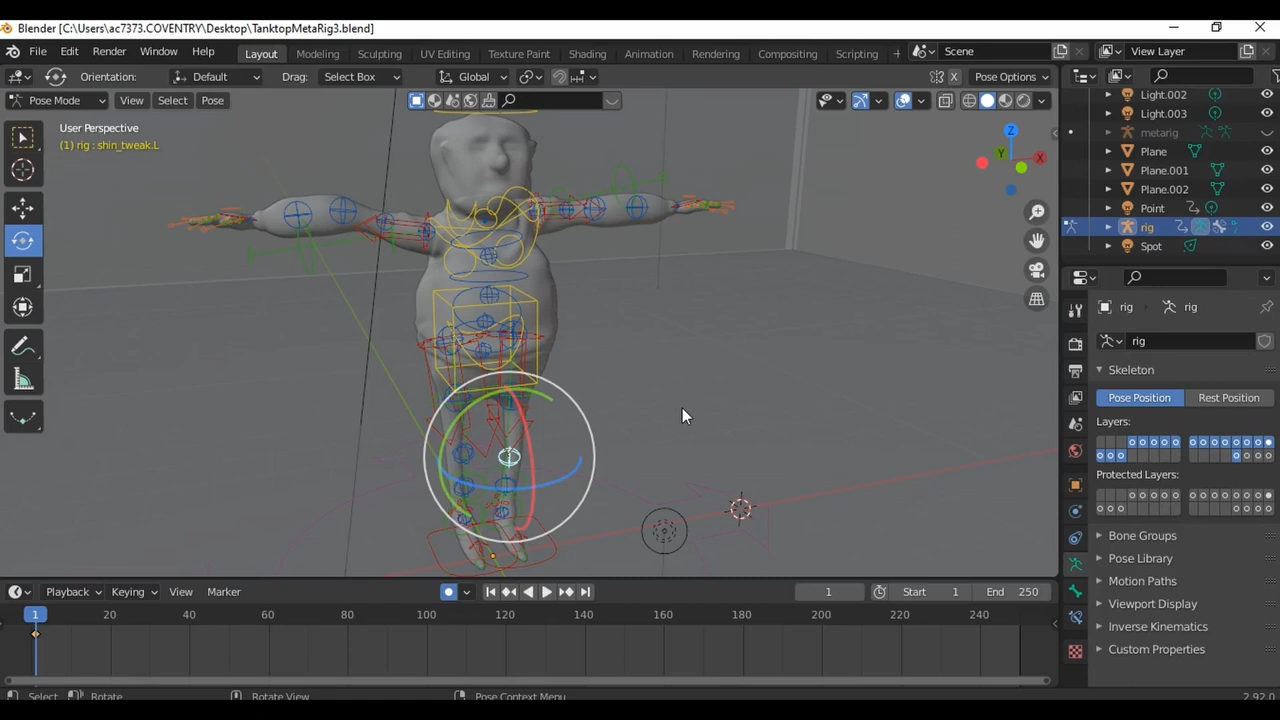 Blender [C:\Users\ac7373.COVENTRY\Desktop\TanktopMetaRig3.blend]
File Edit Render Window Help Layout Modeling Sculpting UV Editing Texture Paint Shading Animation Rendering Compositing Scripting + Scene View Layer
Orientation: Default Drag: Select Box Global X Pose Options
Pose Mode View Select Pose
User Perspective
(1) rig : shin_tweak.L
Z
Y
X
Light.002
Light.003
metarig
Plane
Plane.001
Plane.002
Point
rig
Spot
rig rig
rig
Skeleton
Pose Position Rest Position
Layers:
Protected Layers:
Bone Groups
Pose Library
Motion Paths
Viewport Display
Inverse Kinematics
Custom Properties
Playback Keying View Marker 1 Start 1 End 250
1 20 40 60 80 100 120 140 160 180 200 220 240
Select Rotate Rotate View Pose Context Menu 2.92.0